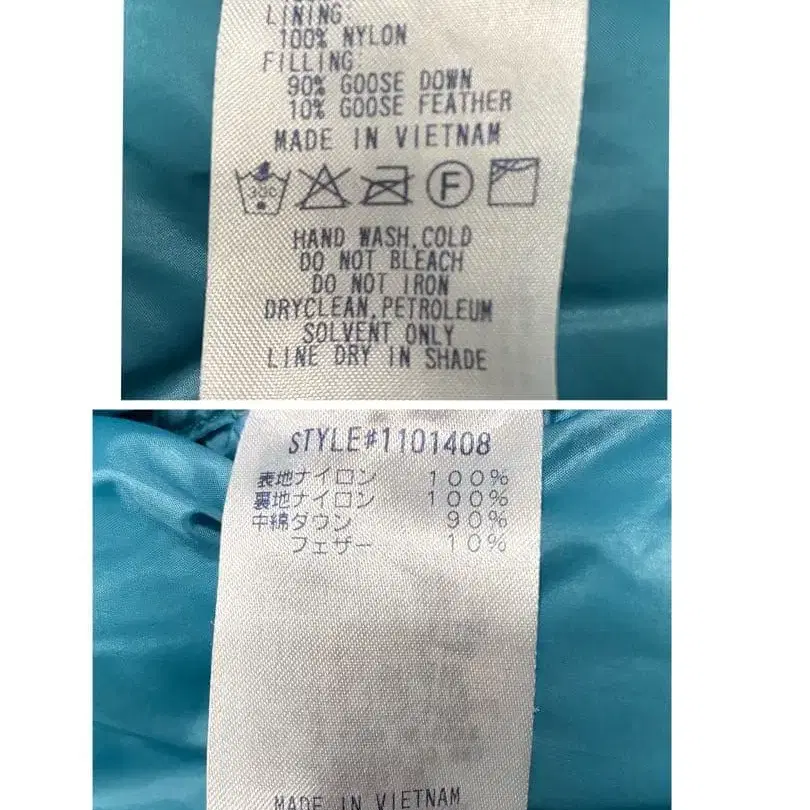 LINING:
100% NYLON
FILLING:
90% GOOSE DOWN
10% GOOSE FEATHER
MADE IN VIETNAM
30C
F
HAND WASH,COLD
DO NOT BLEACH
DO NOT IRON
DRYCLEAN,PETROLEUM
SOLVENT ONLY
LINE DRY IN SHADE
STYLE#1101408
表地ナイロン 100%
裏地ナイロン 100%
中綿ダウン 90%
フェザー 10%
MADE IN VIETNAM